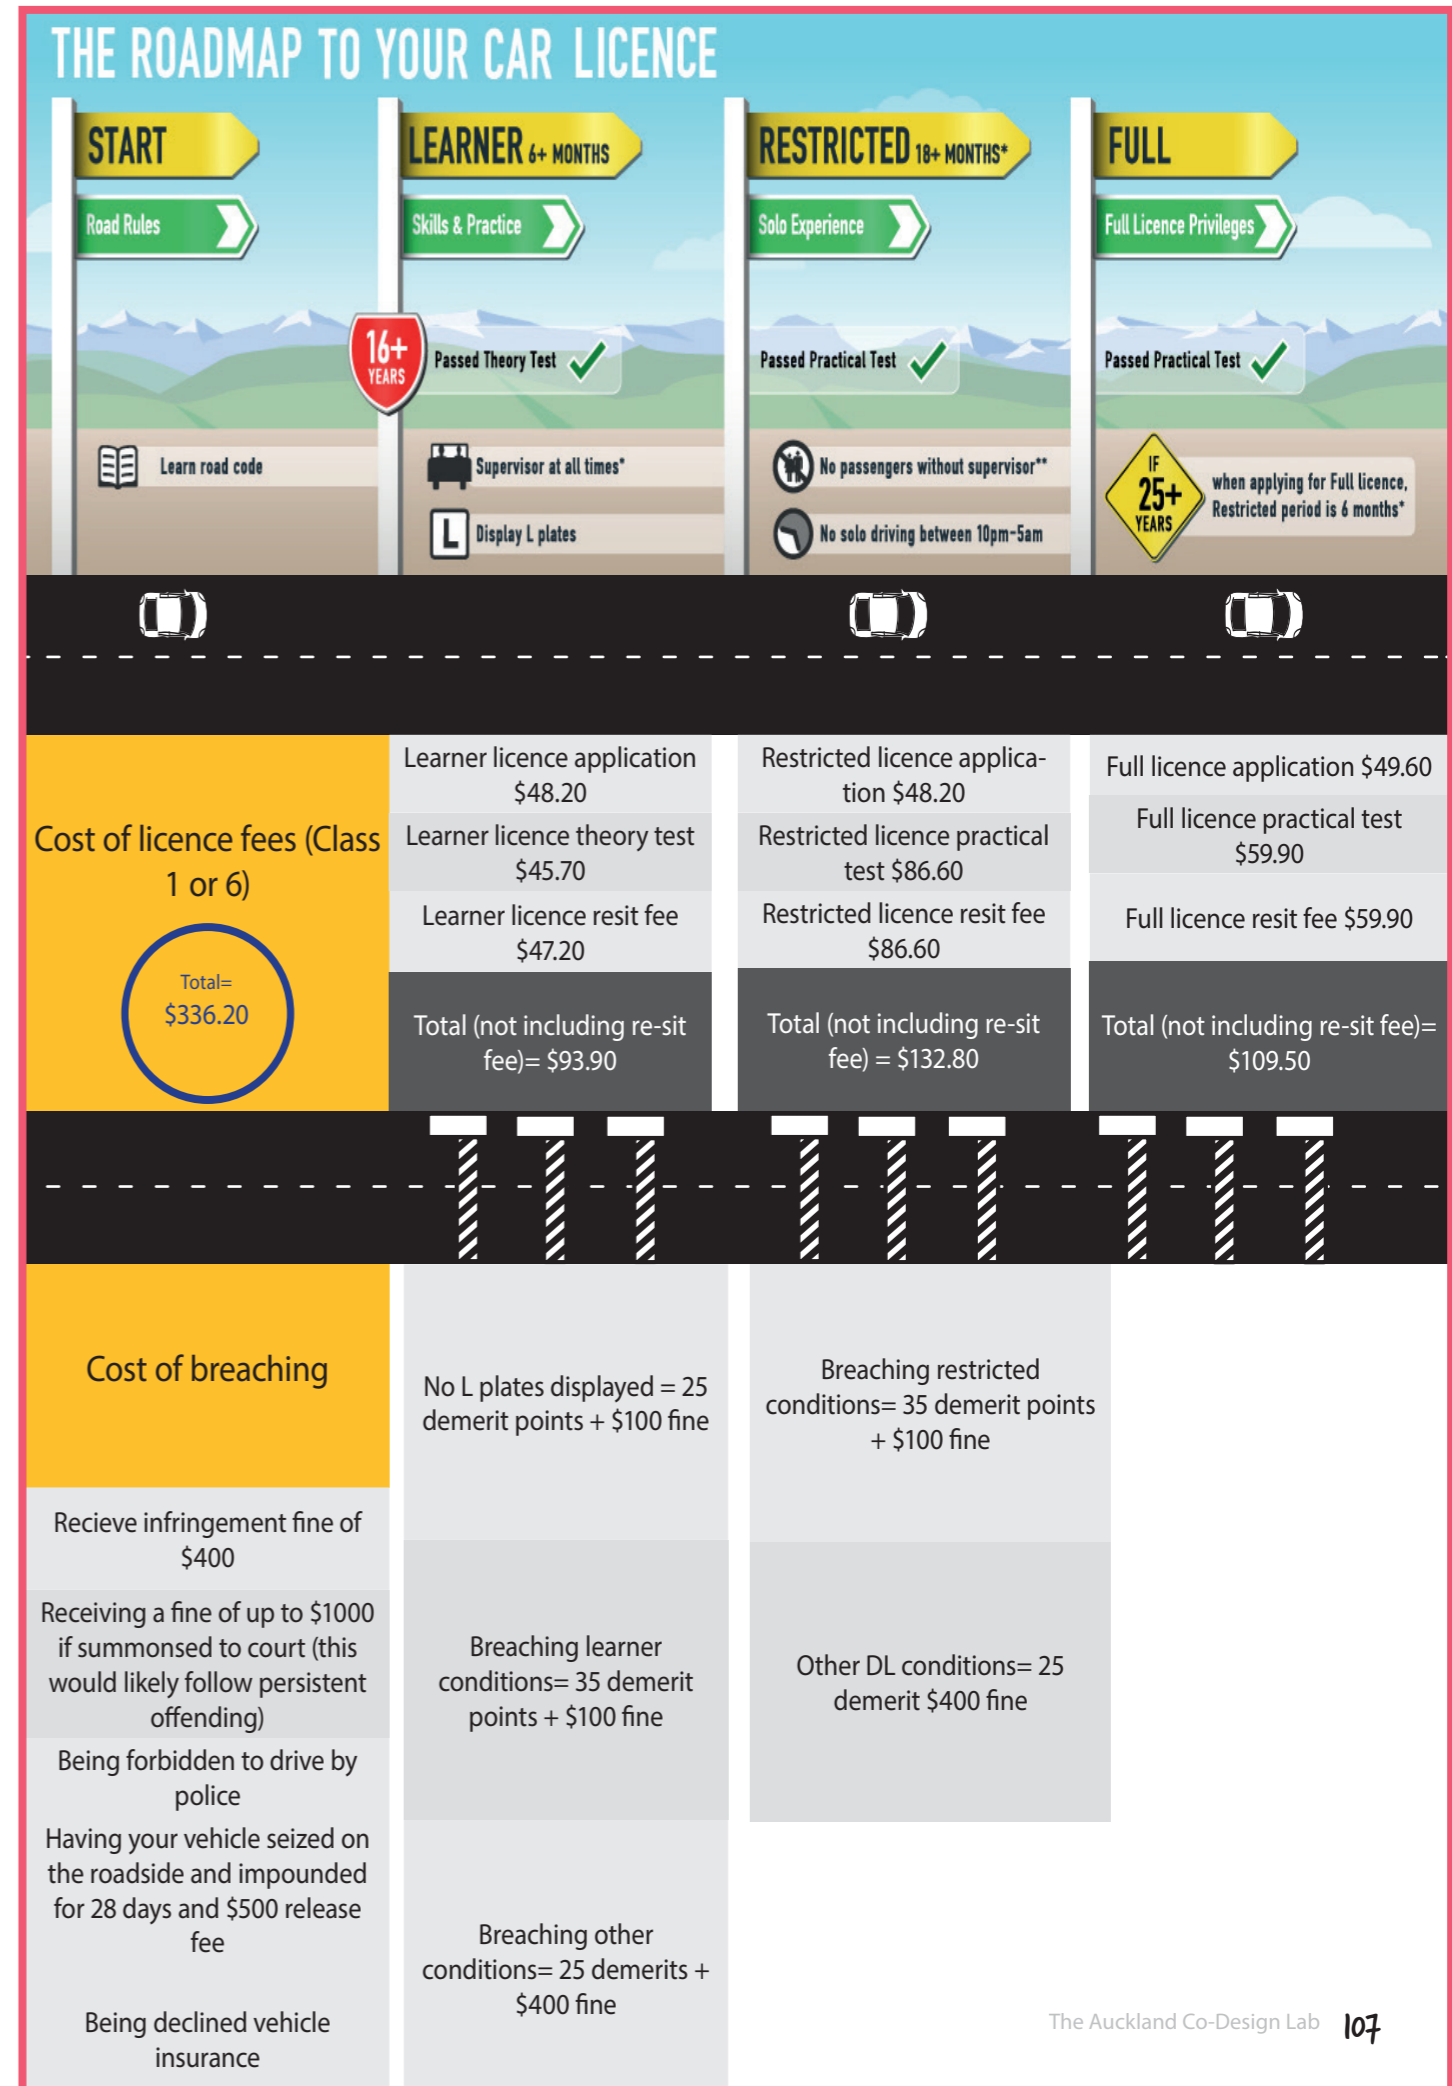 THE ROADMAP TO YOUR CAR LICENCE
START
Road Rules
Learn road code
LEARNER 6+ MONTHS
Skills & Practice
16+
YEARS
Passed Theory Test
Supervisor at all times*
L
Display L plates
RESTRICTED 18+ MONTHS*
Solo Experience
Passed Practical Test
No passengers without supervisor**
No solo driving between 10pm-5am
FULL
Full Licence Privileges
Passed Practical Test
IF
25+
YEARS
when applying for Full licence,
Restricted period is 6 months*
Cost of licence fees (Class
1 or 6)
Total=
$336.20
Learner licence application
$48.20
Learner licence theory test
$45.70
Learner licence resit fee
$47.20
Total (not including re-sit
fee)= $93.90
Restricted licence applica-
tion $48.20
Restricted licence practical
test $86.60
Restricted licence resit fee
$86.60
Total (not including re-sit
fee) = $132.80
Full licence application $49.60
Full licence practical test
$59.90
Full licence resit fee $59.90
Total (not including re-sit fee)=
$109.50
Cost of breaching
Recieve infringement fine of
$400
Receiving a fine of up to $1000
if summonsed to court (this
would likely follow persistent
offending)
Being forbidden to drive by
police
Having your vehicle seized on
the roadside and impounded
for 28 days and $500 release
fee
Being declined vehicle
insurance
No L plates displayed = 25
demerit points + $100 fine
Breaching learner
conditions= 35 demerit
points + $100 fine
Breaching other
conditions= 25 demerits +
$400 fine
Breaching restricted
conditions= 35 demerit points
+ $100 fine
Other DL conditions= 25
demerit $400 fine
The Auckland Co-Design Lab 107